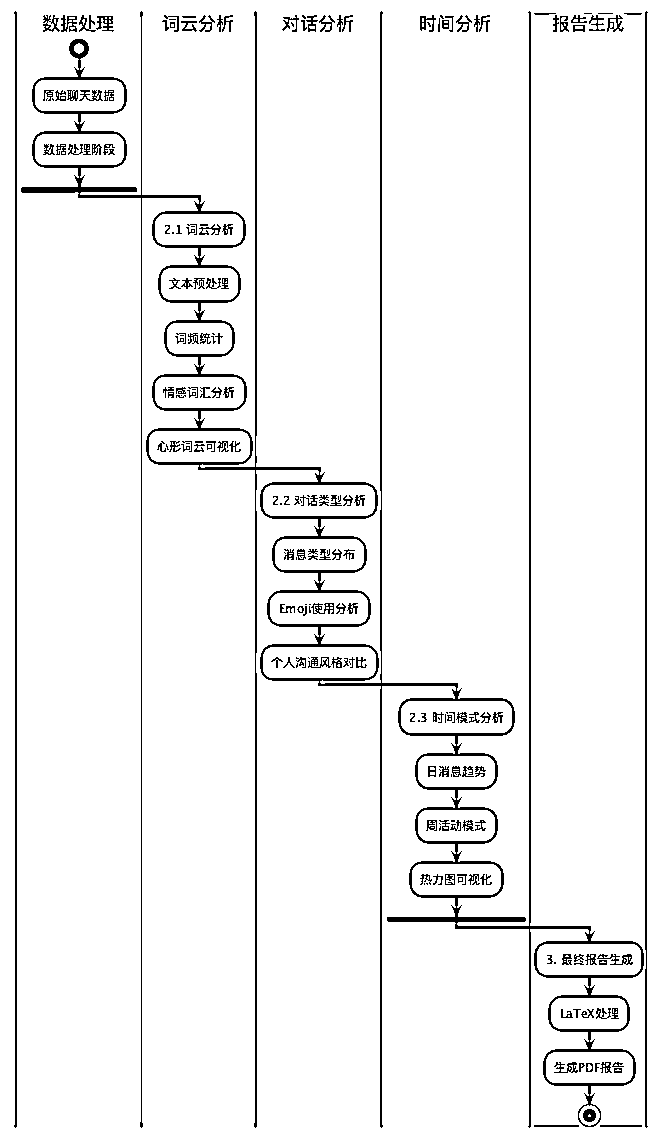 数据处理
词云分析
对话分析
时间分析
报告生成
原始聊天数据
数据处理阶段
2.1 词云分析
文本预处理
词频统计
情感词汇分析
心形词云可视化
2.2 对话类型分析
消息类型分布
Emoji使用分析
个人沟通风格对比
2.3 时间模式分析
日消息趋势
周活动模式
热力图可视化
3. 最终报告生成
LaTeX处理
生成PDF报告